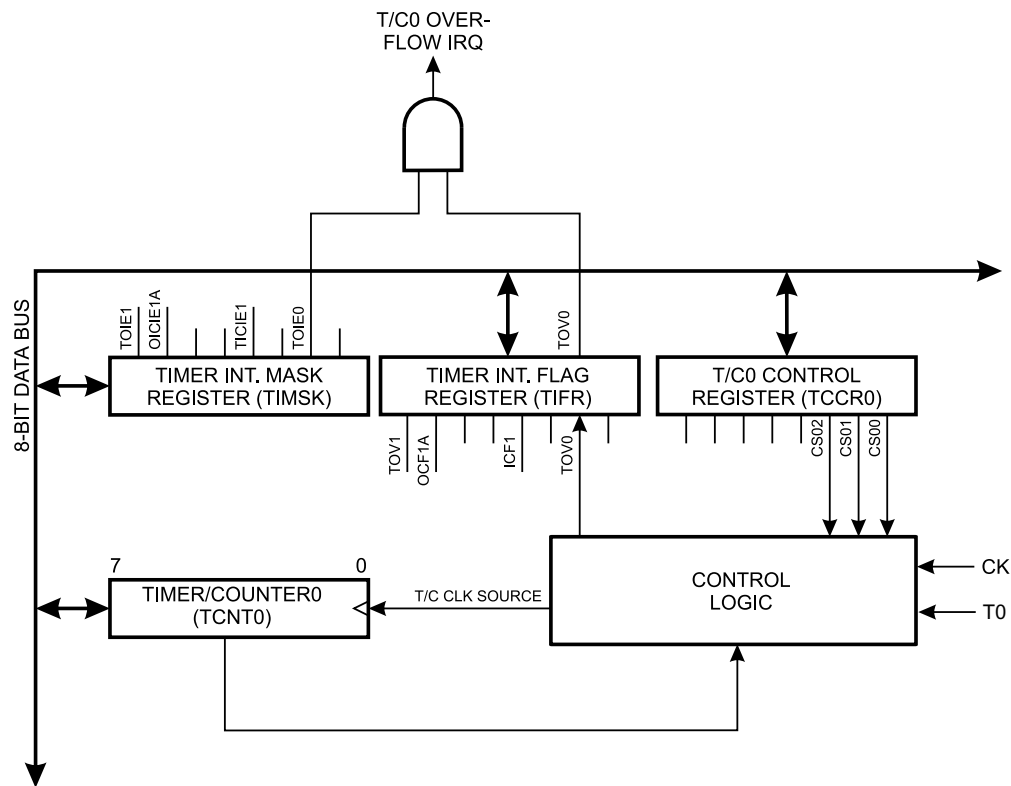 T/C0 OVER-
FLOW IRQ
8-BIT DATA BUS
TOIE1
OICIE1A
TICIE1
TOIE0
TOV0
TIMER INT. MASK
REGISTER (TIMSK)
TIMER INT. FLAG
REGISTER (TIFR)
T/C0 CONTROL
REGISTER (TCCR0)
TOV1
OCF1A
ICF1
TOV0
CS02
CS01
CS00
7
0
TIMER/COUNTER0
(TCNT0)
T/C CLK SOURCE
CONTROL
LOGIC
CK
T0